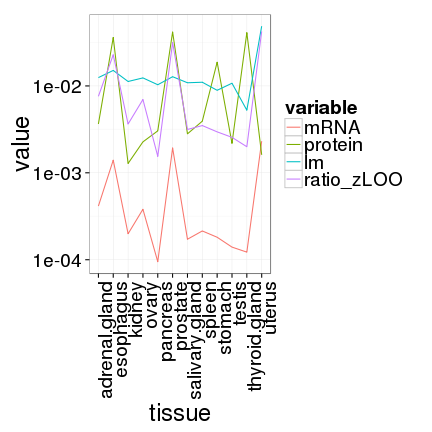 value
1e-02
1e-03
1e-04
adrenal.gland
esophagus
kidney
ovary
pancreas
prostate
salivary.gland
spleen
stomach
testis
thyroid.gland
uterus
tissue
variable
mRNA
protein
lm
ratio_zLOO